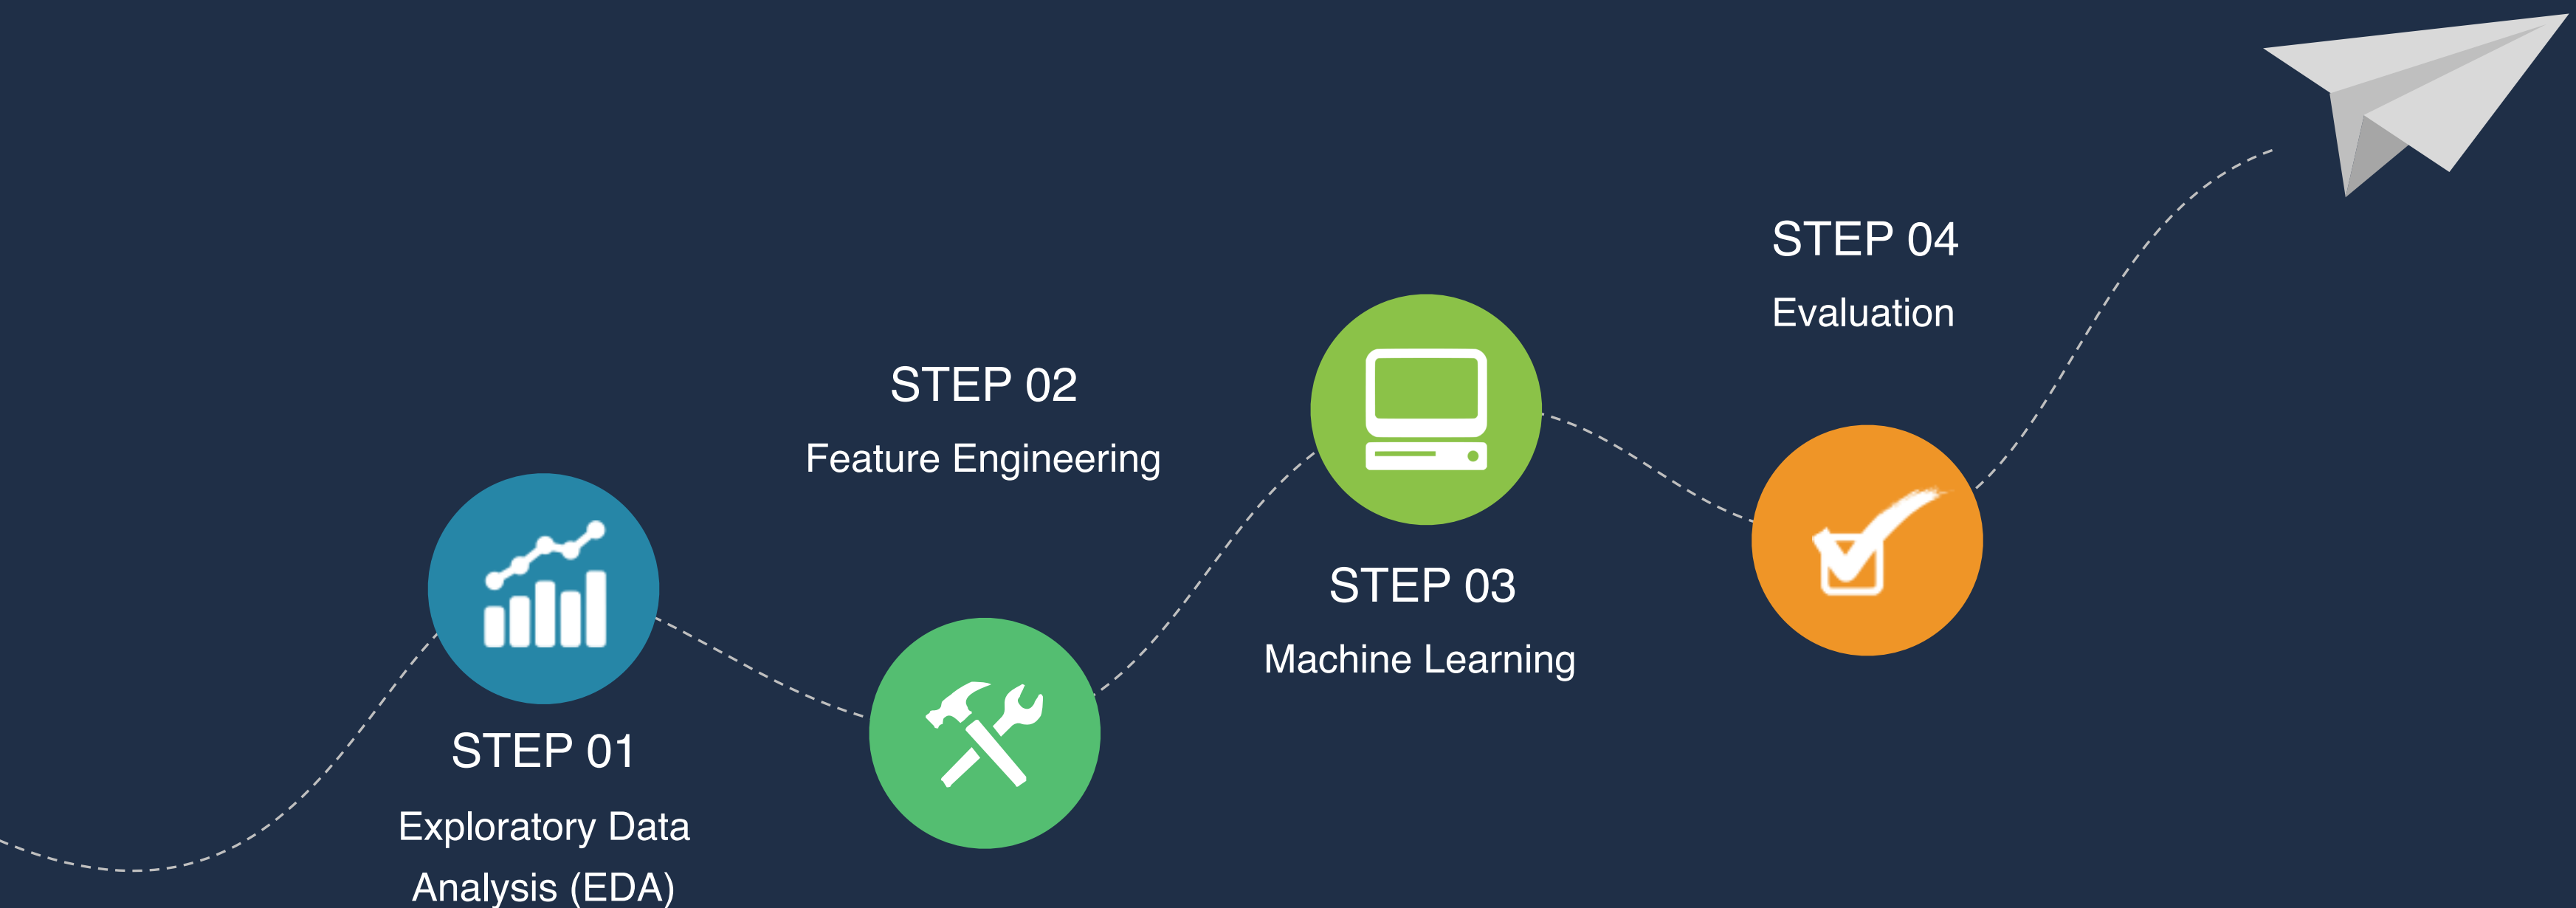 STEP 01
Exploratory Data
Analysis (EDA)
STEP 02
Feature Engineering
STEP 03
Machine Learning
STEP 04
Evaluation